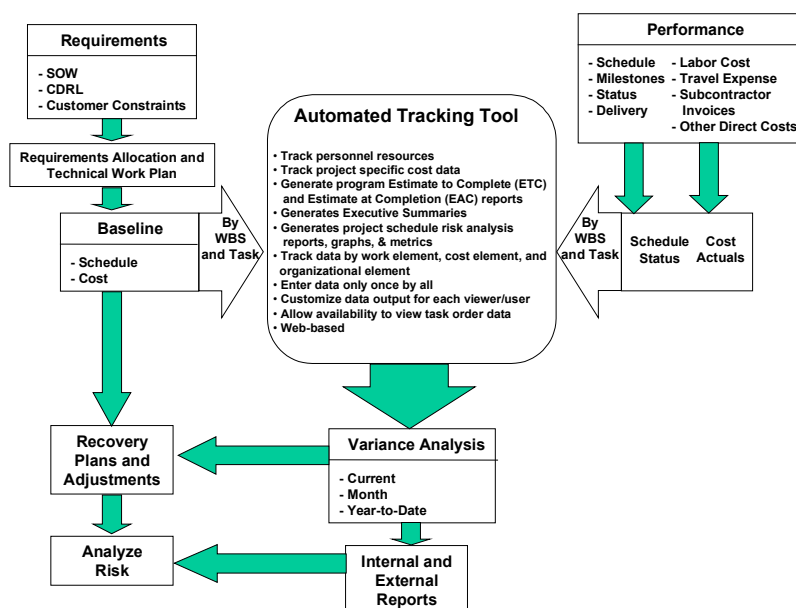 Requirements
- SOW
- CDRL
- Customer Constraints
Requirements Allocation and
Technical Work Plan
Baseline
- Schedule
- Cost
By
WBS
and Task
Automated Tracking Tool
• Track personnel resources
• Track project specific cost data
• Generate program Estimate to Complete (ETC)
and Estimate at Completion (EAC) reports
• Generates Executive Summaries
• Generates project schedule risk analysis
reports, graphs, & metrics
• Track data by work element, cost element, and
organizational element
• Enter data only once by all
• Customize data output for each viewer/user
• Allow availability to view task order data
• Web-based
Performance
- Schedule
- Milestones
- Status
- Delivery
- Labor Cost
- Travel Expense
- Subcontractor
Invoices
- Other Direct Costs
By
WBS
and Task
Schedule
Status
Cost
Actuals
Recovery
Plans and
Adjustments
Variance Analysis
- Current
- Month
- Year-to-Date
Analyze
Risk
Internal and
External
Reports